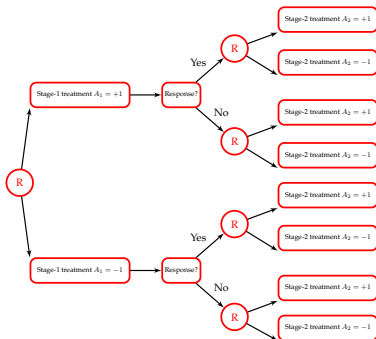 R
Stage-1 treatment A₁ = +1
Response?
Yes
R
Stage-2 treatment A₂ = +1
Stage-2 treatment A₂ = −1
No
R
Stage-2 treatment A₂ = +1
Stage-2 treatment A₂ = −1
Stage-1 treatment A₁ = −1
Response?
Yes
R
Stage-2 treatment A₂ = +1
Stage-2 treatment A₂ = −1
No
R
Stage-2 treatment A₂ = +1
Stage-2 treatment A₂ = −1